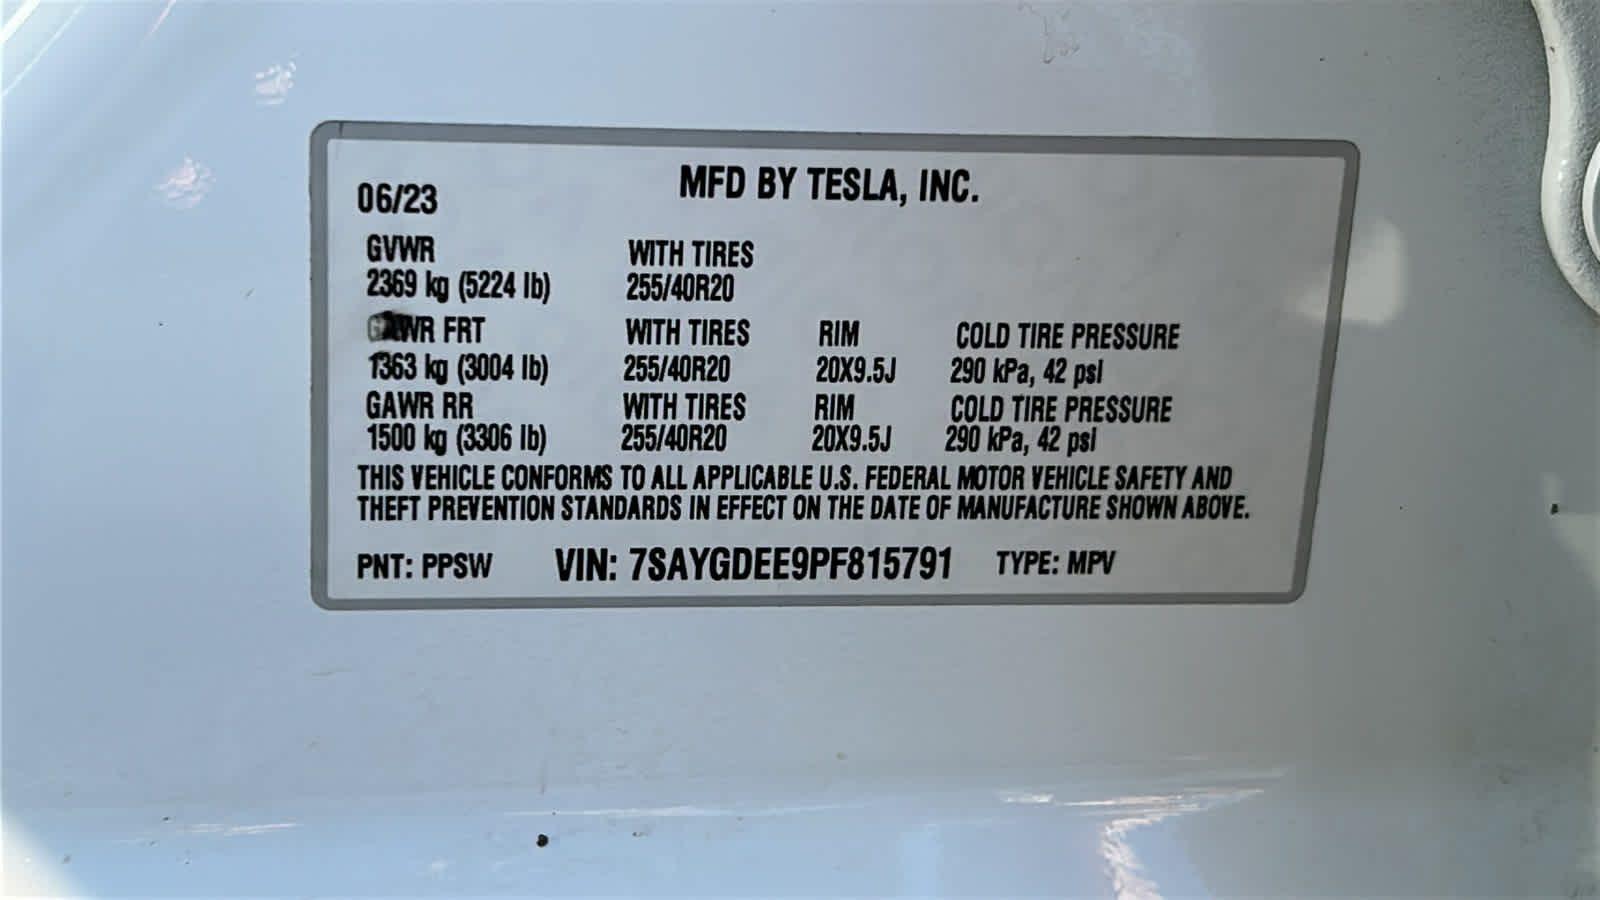 MFD BY TESLA, INC.
06/23
GVWR WITH TIRES
2369 kg (5224 lb) 255/40R20
GAWR FRT WITH TIRES RIM COLD TIRE PRESSURE
1363 kg (3004 lb) 255/40R20 20X9.5J 290 kPa, 42 psi
GAWR RR WITH TIRES RIM COLD TIRE PRESSURE
1500 kg (3306 lb) 255/40R20 20X9.5J 290 kPa, 42 psi
THIS VEHICLE CONFORMS TO ALL APPLICABLE U.S. FEDERAL MOTOR VEHICLE SAFETY AND
THEFT PREVENTION STANDARDS IN EFFECT ON THE DATE OF MANUFACTURE SHOWN ABOVE.
PNT: PPSW VIN: 7SAYGDEE9PF815791 TYPE: MPV